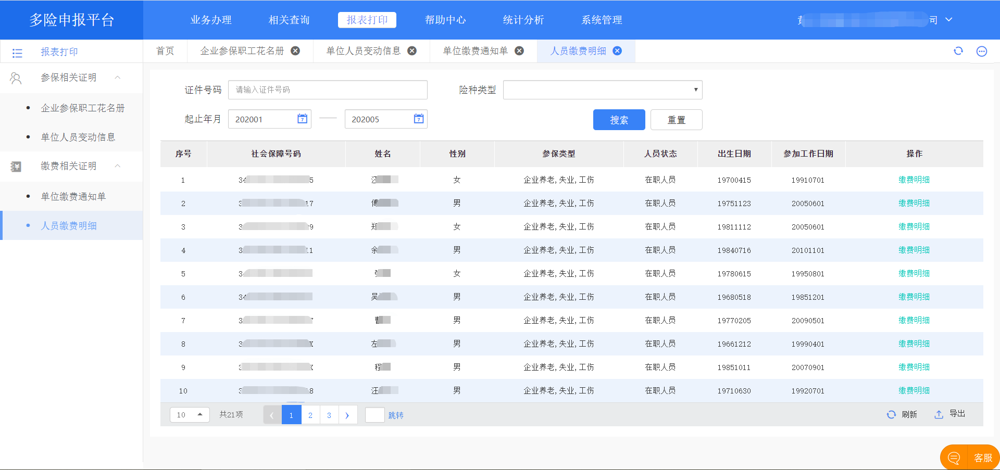 多险申报平台 业务办理 相关查询 报表打印 帮助中心 统计分析 系统管理 司
报表打印 首页 企业参保职工花名册 单位人员变动信息 单位缴费通知单 人员缴费明细
参保相关证明
企业参保职工花名册
单位人员变动信息
缴费相关证明
单位缴费通知单
人员缴费明细
证件号码 请输入证件号码 险种类型
起止年月 202001 202005 搜索 重置
序号 社会保障号码 姓名 性别 参保类型 人员状态 出生日期 参加工作日期 操作
1 34 5 汪 女 企业养老,失业,工伤 在职人员 19700415 19910701 缴费明细
2 3 17 傅 男 企业养老,失业,工伤 在职人员 19751123 20050601 缴费明细
3 3 9 郑 女 企业养老,失业,工伤 在职人员 19811112 20050601 缴费明细
4 3 11 余 男 企业养老,失业,工伤 在职人员 19840716 20101101 缴费明细
5 3 女 企业养老,失业,工伤 在职人员 19780615 19950801 缴费明细
6 34 吴 男 企业养老,失业,工伤 在职人员 19680518 19851201 缴费明细
7 3 7 曹 男 企业养老,失业,工伤 在职人员 19770205 20090501 缴费明细
8 3 X 左 男 企业养老,失业,工伤 在职人员 19661212 19990401 缴费明细
9 3 X 程 男 企业养老,失业,工伤 在职人员 19851011 20070901 缴费明细
10 3 8 汪 男 企业养老,失业,工伤 在职人员 19710630 19920701 缴费明细
10 共21项 1 2 3 跳转 刷新 导出
客服